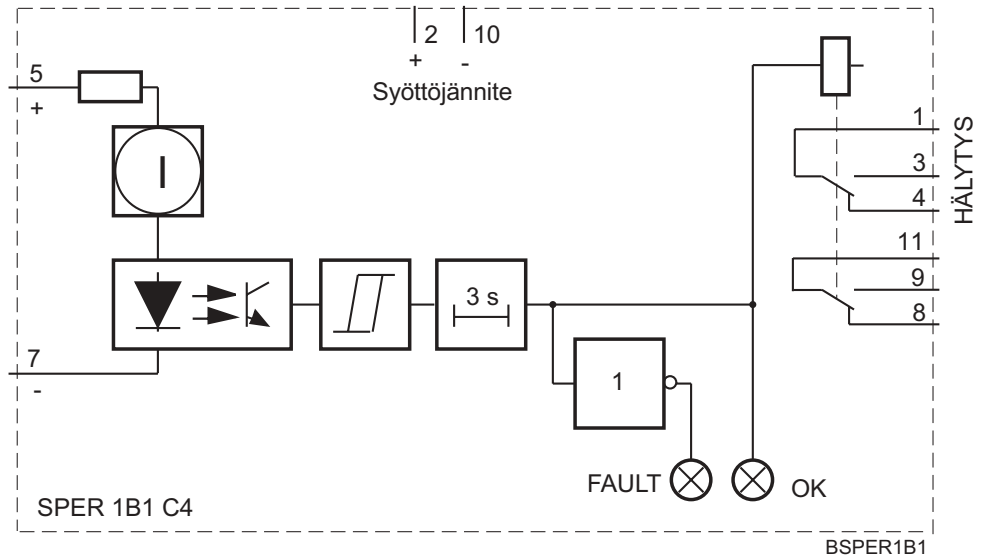 2
10
+
-
Syöttöjännite
5
+
I
1
3
4
HÄLYTYS
11
9
8
3 s
7
-
1
FAULT
OK
SPER 1B1 C4
BSPER1B1